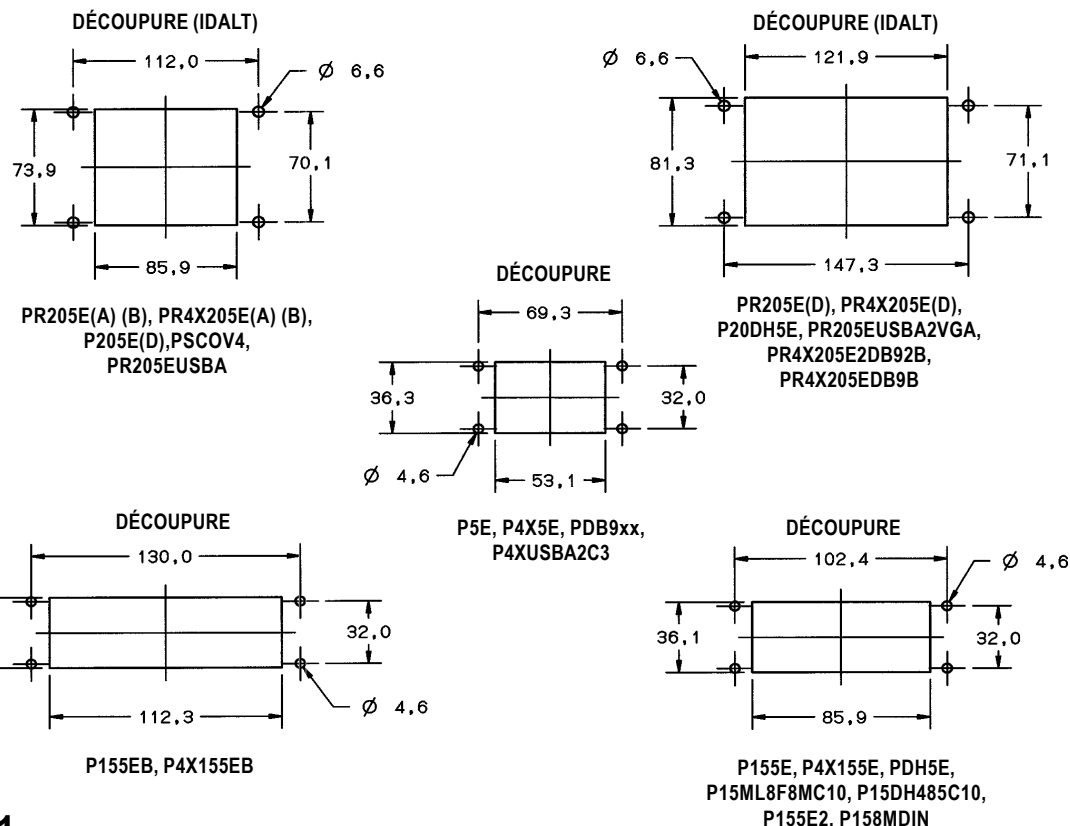 DÉCOUPURE (IDALT)
112,0
Ø 6,6
73,9
70,1
85,9
PR205E(A) (B), PR4X205E(A) (B),
P205E(D),PSCOV4,
PR205EUSBA
DÉCOUPURE (IDALT)
121,9
Ø 6,6
81,3
71,1
147,3
PR205E(D), PR4X205E(D),
P20DH5E, PR205EUSBA2VGA,
PR4X205E2DB92B,
PR4X205EDB9B
DÉCOUPURE
69,3
36,3
32,0
Ø 4,6
53,1
P5E, P4X5E, PDB9xx,
P4XUSBA2C3
DÉCOUPURE
130,0
32,0
Ø 4,6
112,3
P155EB, P4X155EB
DÉCOUPURE
102,4
Ø 4,6
36,1
32,0
85,9
P155E, P4X155E, PDH5E,
P15ML8F8MC10, P15DH485C10,
P155E2, P158MDIN